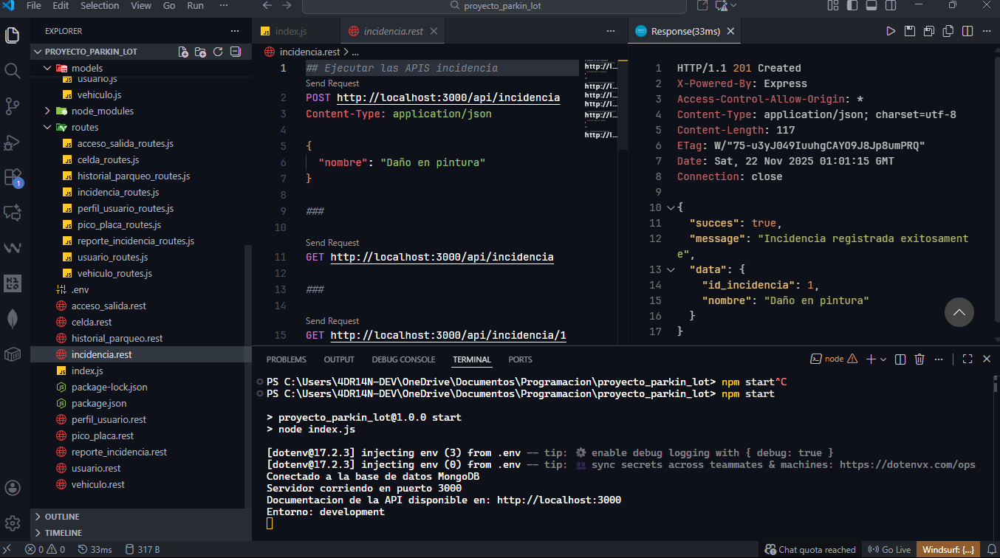 File Edit Selection View Go Run ··· proyecto_parkin_lot
EXPLORER ···
PROYECTO_PARKIN_LOT
models
usuario.js
vehiculo.js
node_modules
routes
acceso_salida_routes.js
celda_routes.js
historial_parqueo_routes.js
incidencia_routes.js
perfil_usuario_routes.js
pico_placa_routes.js
reporte_incidencia_routes.js
usuario_routes.js
vehiculo_routes.js
.env
acceso_salida.rest
celda.rest
historial_parqueo.rest
incidencia.rest
index.js
package-lock.json
package.json
perfil_usuario.rest
pico_placa.rest
reporte_incidencia.rest
usuario.rest
vehiculo.rest
OUTLINE
TIMELINE
1
index.js incidencia.rest ···
incidencia.rest > ...
1 ## Ejecutar las APIS incidencia
Send Request
2 POST http://localhost:3000/api/incidencia
3 Content-Type: application/json
4
5 {
6 "nombre": "Daño en pintura"
7 }
8
9 ###
10
Send Request
11 GET http://localhost:3000/api/incidencia
12
13 ###
14
Send Request
15 GET http://localhost:3000/api/incidencia/1
http://l...
http://l...
http://l...
http://l...
http://l...
http://l...
Response(33ms) ···
1 HTTP/1.1 201 Created
2 X-Powered-By: Express
3 Access-Control-Allow-Origin: *
4 Content-Type: application/json; charset=utf-8
5 Content-Length: 117
6 ETag: W/"75-u3yJ049IuuhgCAYO9J8Jp8umPRQ"
7 Date: Sat, 22 Nov 2025 01:01:15 GMT
8 Connection: close
9
10 {
11 "succes": true,
12 "message": "Incidencia registrada exitosament
e",
13 "data": {
14 "id_incidencia": 1,
15 "nombre": "Daño en pintura"
16 }
17 }
PROBLEMS OUTPUT DEBUG CONSOLE TERMINAL PORTS node ···
PS C:\Users\4DR14N-DEV\OneDrive\Documentos\Programacion\proyecto_parkin_lot> npm start^C
PS C:\Users\4DR14N-DEV\OneDrive\Documentos\Programacion\proyecto_parkin_lot> npm start
> proyecto_parkin_lot@1.0.0 start
> node index.js
[dotenv@17.2.3] injecting env (3) from .env -- tip: ⚙ enable debug logging with { debug: true }
[dotenv@17.2.3] injecting env (0) from .env -- tip: 👥 sync secrets across teammates & machines: https://dotenvx.com/ops
Conectado a la base de datos MongoDB
Servidor corriendo en puerto 3000
Documentacion de la API disponible en: http://localhost:3000
Entorno: development
0 0 33ms 317 B Chat quota reached Go Live Windsurf: {...}